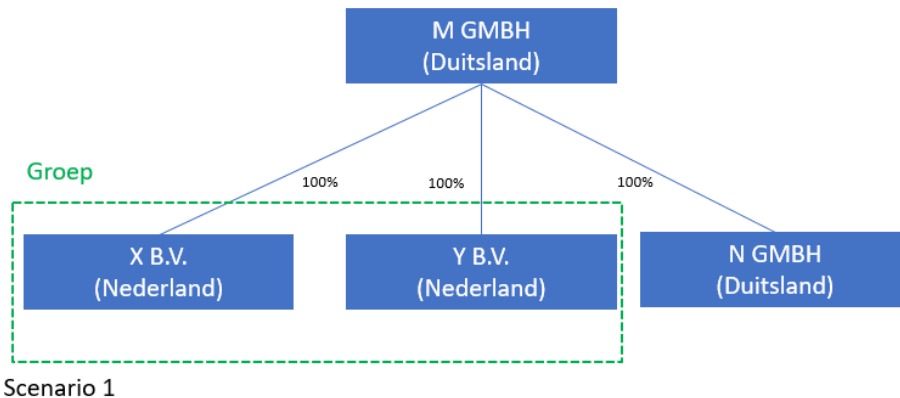 M GMBH
(Duitsland)
Groep
100%
100%
100%
X B.V.
(Nederland)
Y B.V.
(Nederland)
N GMBH
(Duitsland)
Scenario 1